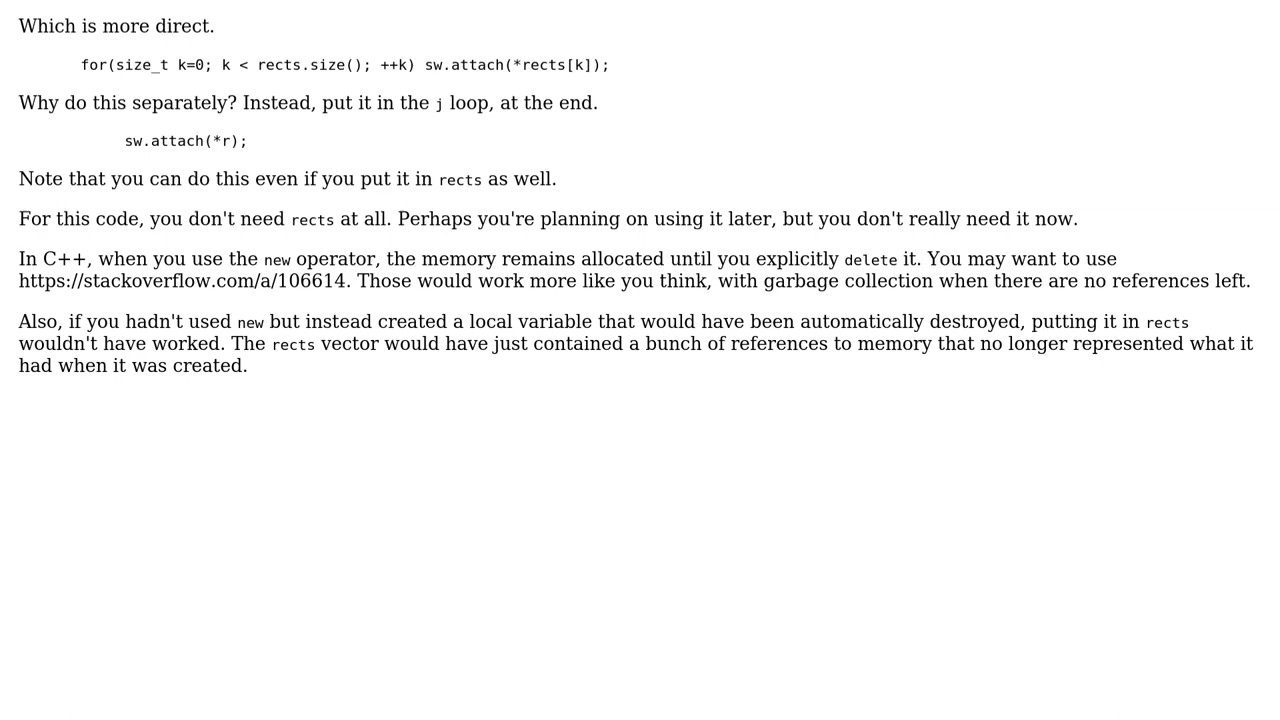 Which is more direct.
for(size_t k=0; k < rects.size(); ++k) sw.attach(*rects[k]);
Why do this separately? Instead, put it in the j loop, at the end.
sw.attach(*r);
Note that you can do this even if you put it in rects as well.
For this code, you don't need rects at all. Perhaps you're planning on using it later, but you don't really need it now.
In C++, when you use the new operator, the memory remains allocated until you explicitly delete it. You may want to use
https://stackoverflow.com/a/106614. Those would work more like you think, with garbage collection when there are no references left.
Also, if you hadn't used new but instead created a local variable that would have been automatically destroyed, putting it in rects
wouldn't have worked. The rects vector would have just contained a bunch of references to memory that no longer represented what it
had when it was created.